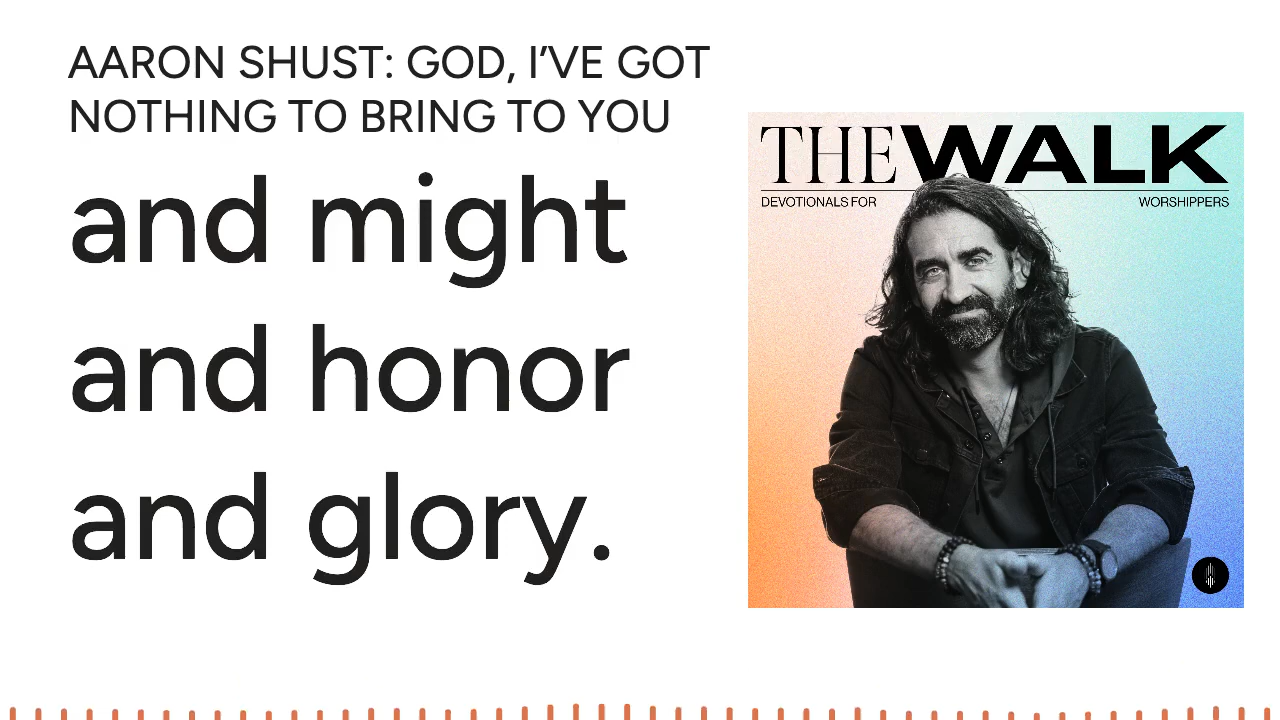 AARON SHUST: GOD, I’VE GOT
NOTHING TO BRING TO YOU
and might
and honor
and glory.
THE WALK
DEVOTIONALS FOR WORSHIPPERS